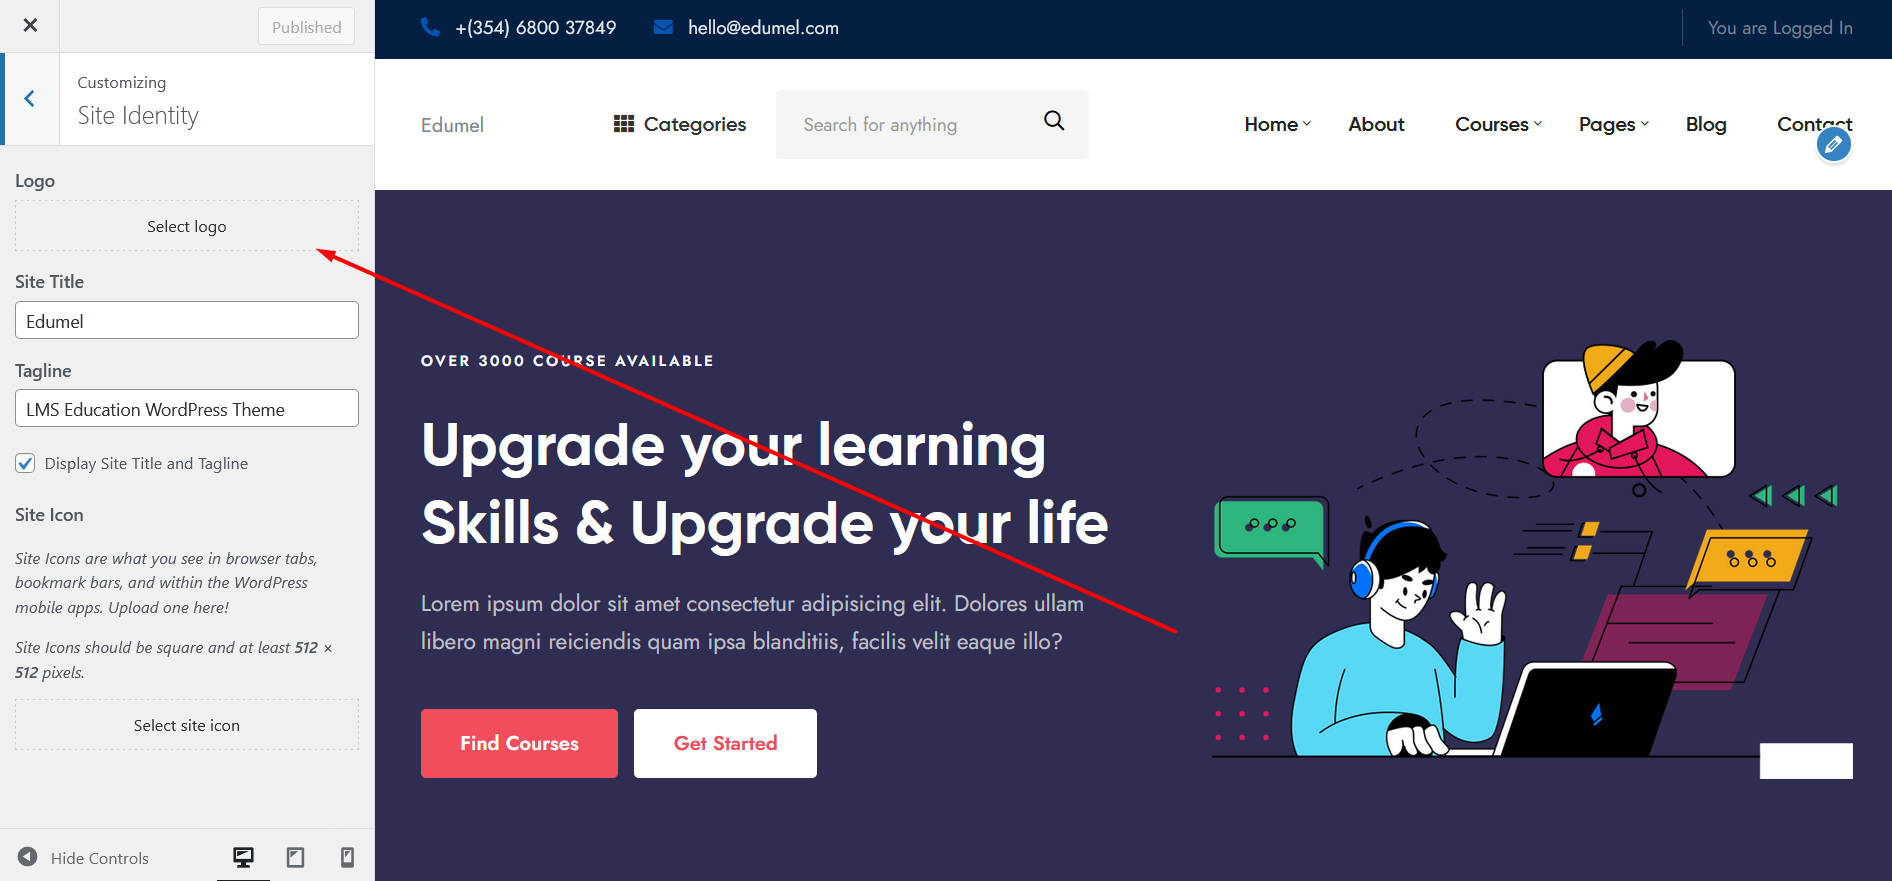 Published
Customizing
Site Identity
Logo
Select logo
Site Title
Edumel
Tagline
LMS Education WordPress Theme
Display Site Title and Tagline
Site Icon
Site Icons are what you see in browser tabs,
bookmark bars, and within the WordPress
mobile apps. Upload one here!
Site Icons should be square and at least 512 ×
512 pixels.
Select site icon
Hide Controls
+(354) 6800 37849
hello@edumel.com
You are Logged In
Edumel
Categories
Search for anything
Home
About
Courses
Pages
Blog
Contact
OVER 3000 COURSE AVAILABLE
Upgrade your learning
Skills & Upgrade your life
Lorem ipsum dolor sit amet consectetur adipisicing elit. Dolores ullam
libero magni reiciendis quam ipsa blanditiis, facilis velit eaque illo?
Find Courses
Get Started